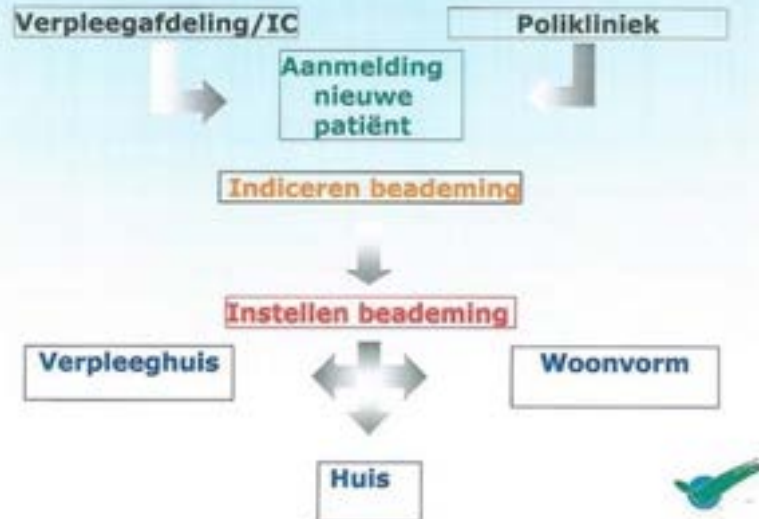 Verpleegafdeling/IC
Polikliniek
Aanmelding
nieuwe
patiënt
Indiceren beademing
Instellen beademing
Verpleeghuis
Woonvorm
Huis